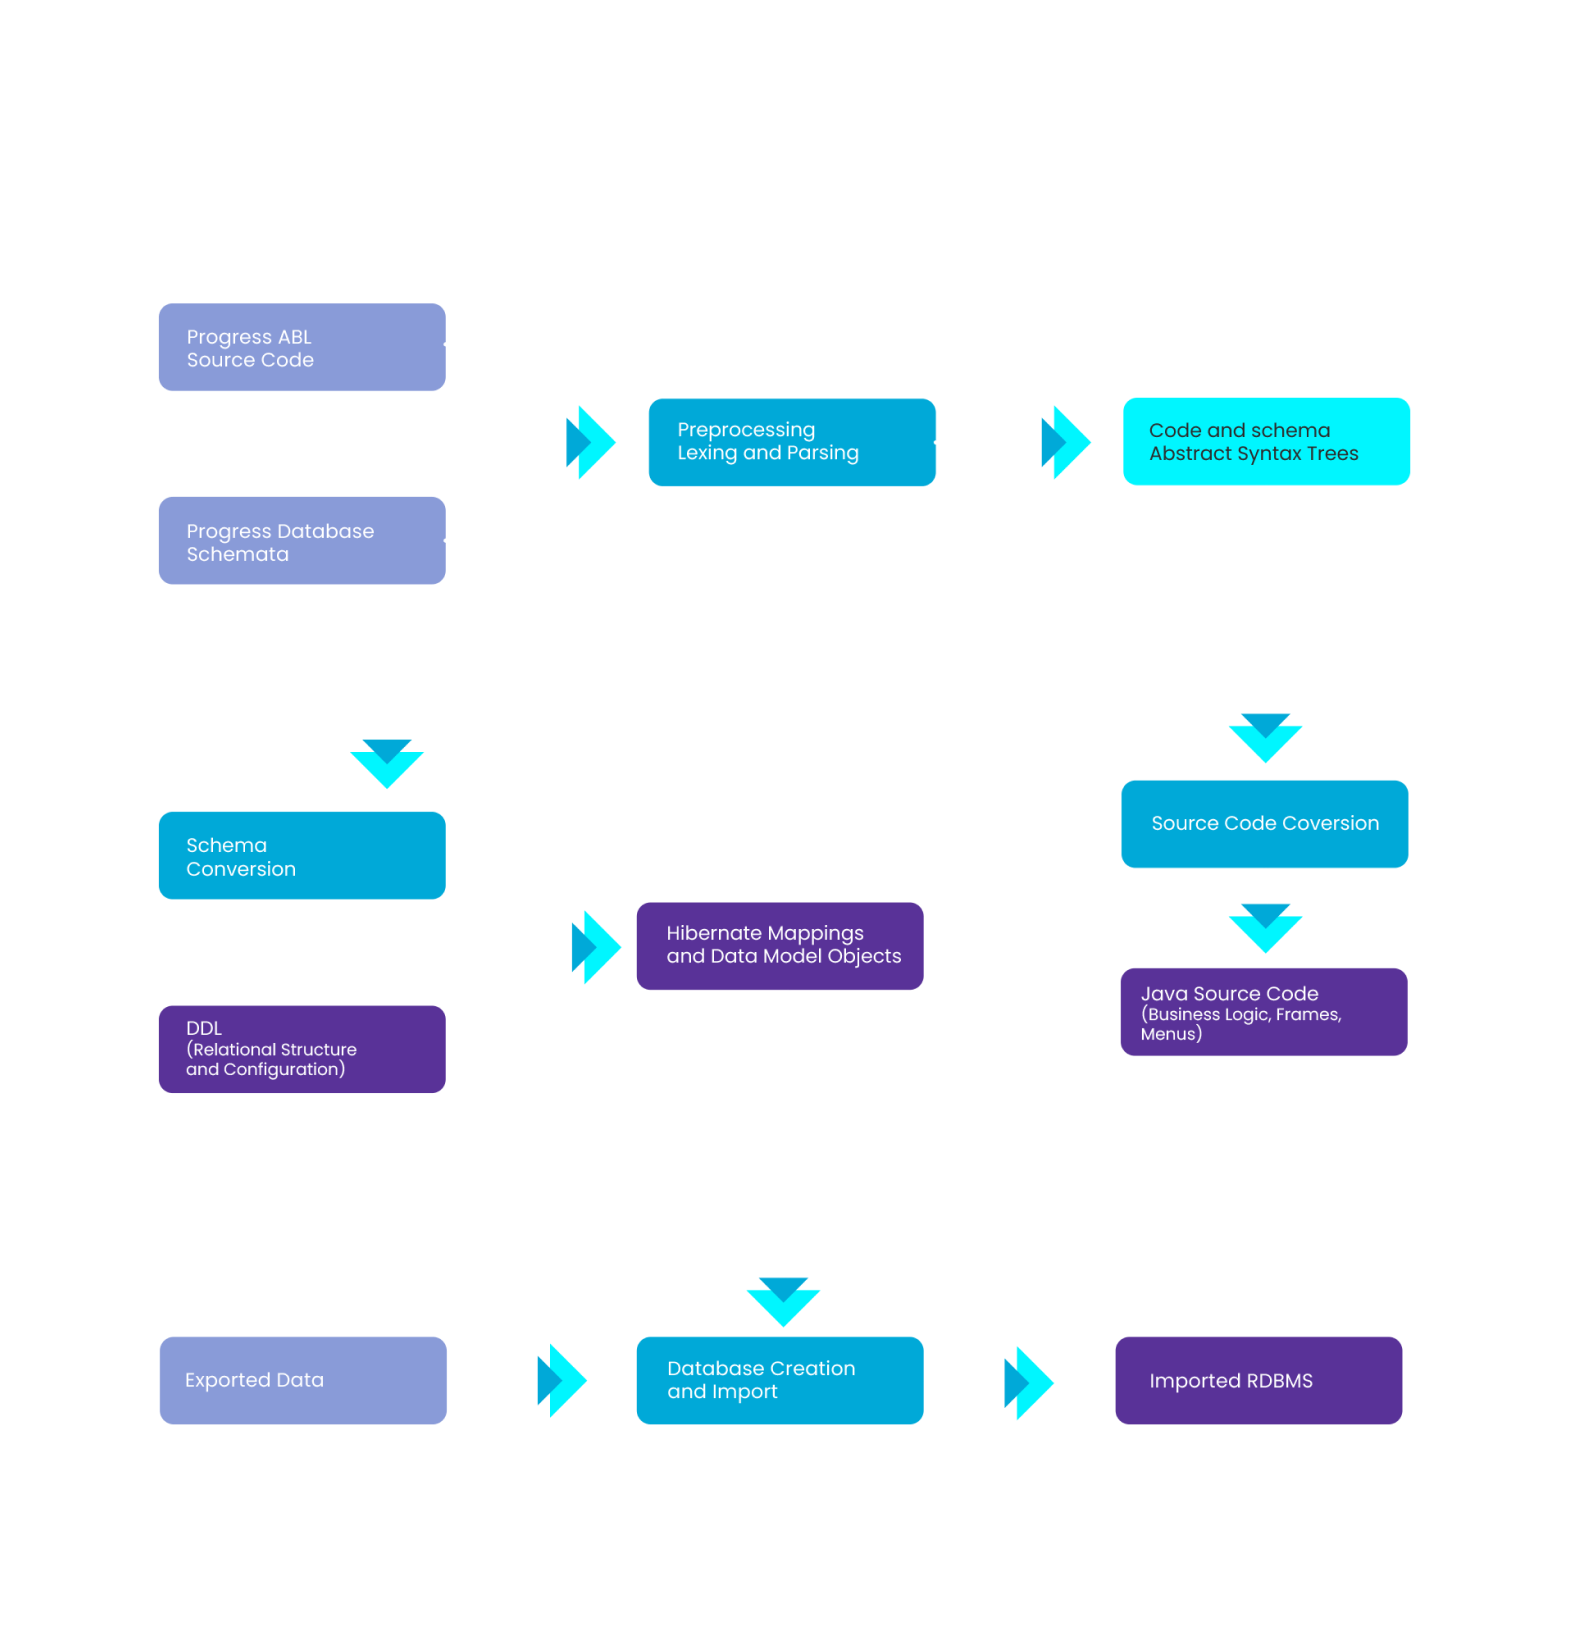 Progress ABL
Source Code
Preprocessing
Lexing and Parsing
Code and schema
Abstract Syntax Trees
Progress Database
Schemata
Schema
Conversion
Source Code Coversion
Hibernate Mappings
and Data Model Objects
Java Source Code
(Business Logic, Frames,
Menus)
DDL
(Relational Structure
and Configuration)
Exported Data
Database Creation
and Import
Imported RDBMS